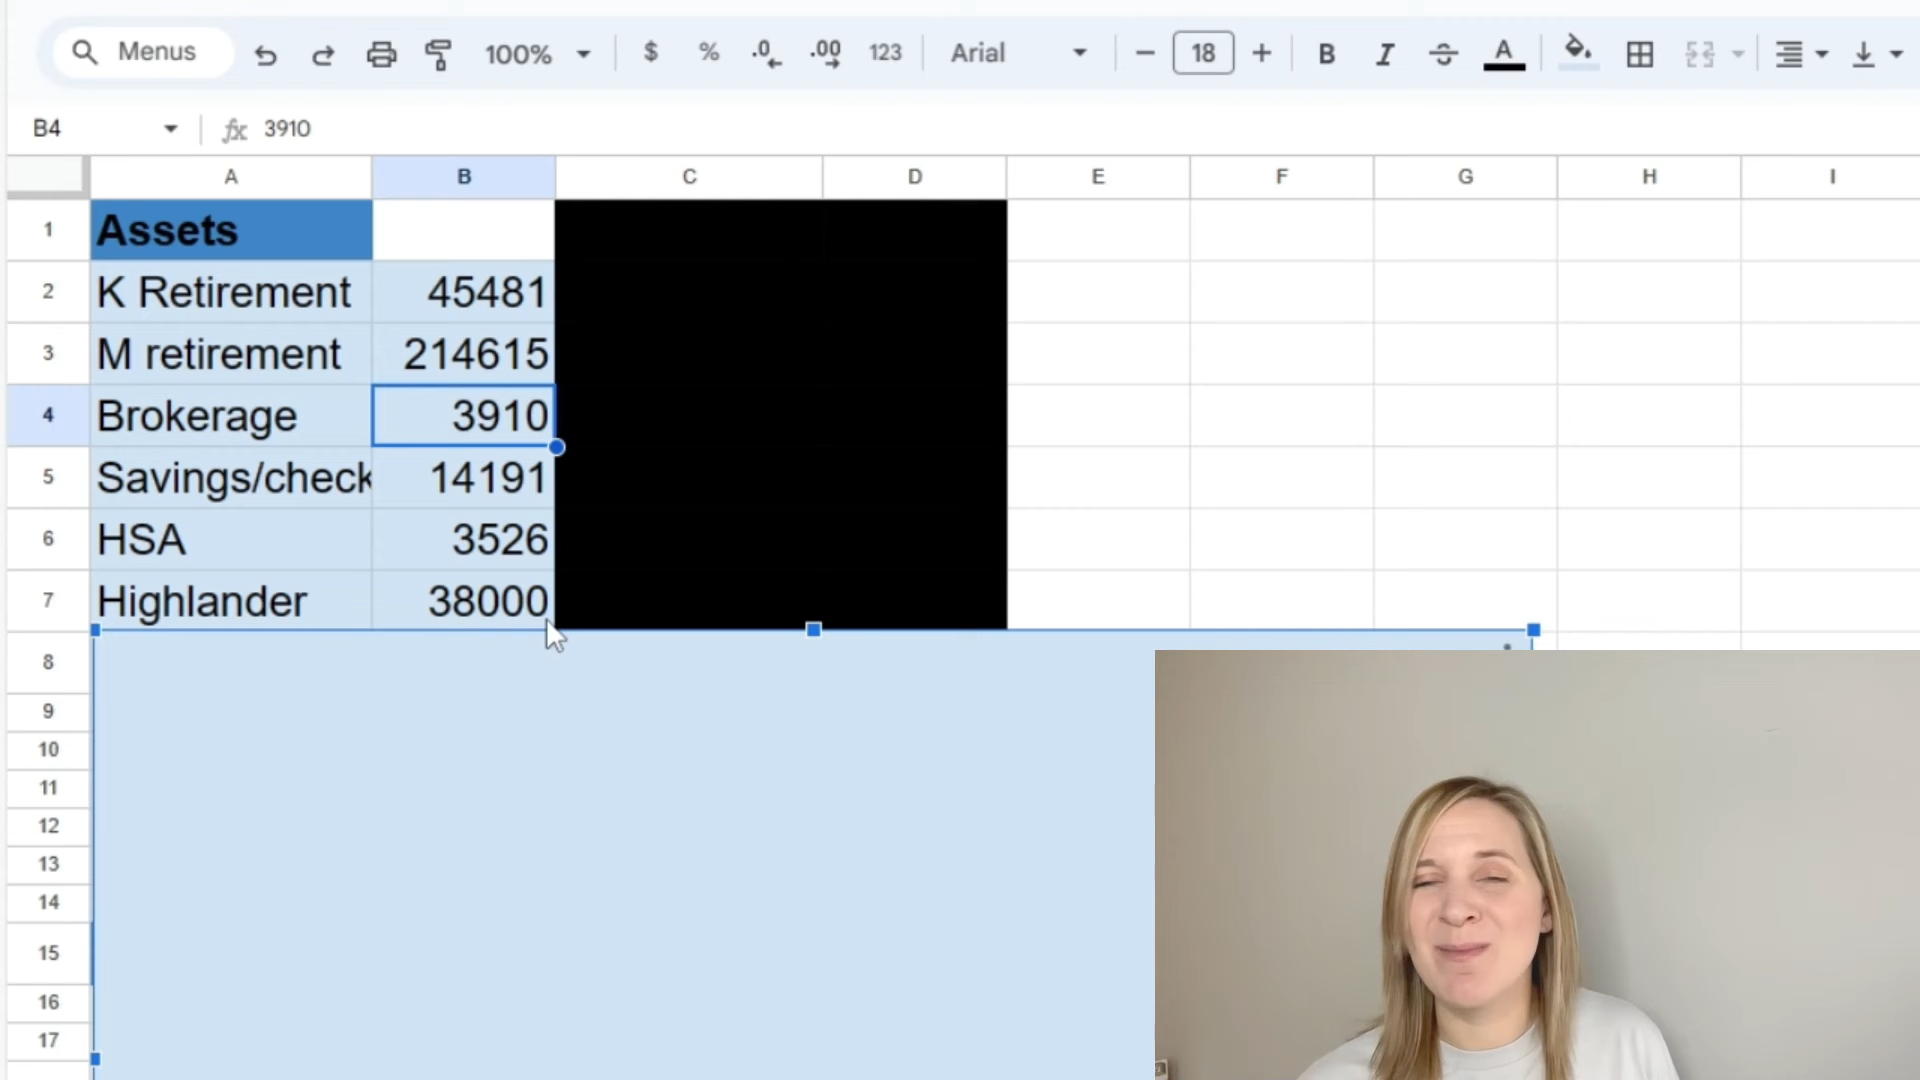 Menus 100% $ % .0 .00 123 Arial 18 B I A
B4 fx 3910
A B C D E F G H I
1 Assets
2 K Retirement 45481
3 M retirement 214615
4 Brokerage 3910
5 Savings/check 14191
6 HSA 3526
7 Highlander 38000
8
9
10
11
12
13
14
15
16
17